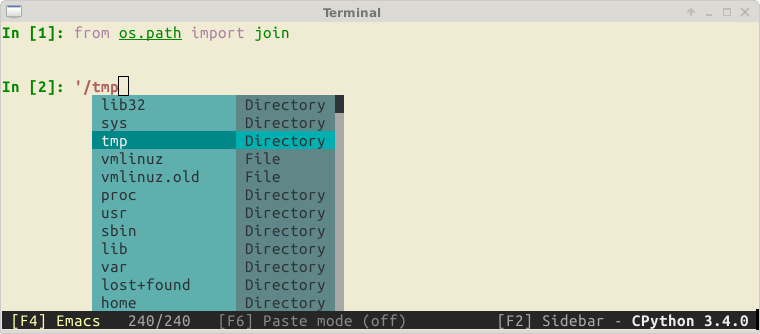 Terminal
In [1]: from os.path import join
In [2]: '/tmp
lib32 Directory
sys Directory
tmp Directory
vmlinuz File
vmlinuz.old File
proc Directory
usr Directory
sbin Directory
lib Directory
var Directory
lost+found Directory
home Directory
[F4] Emacs 240/240 [F6] Paste mode (off) [F2] Sidebar - CPython 3.4.0